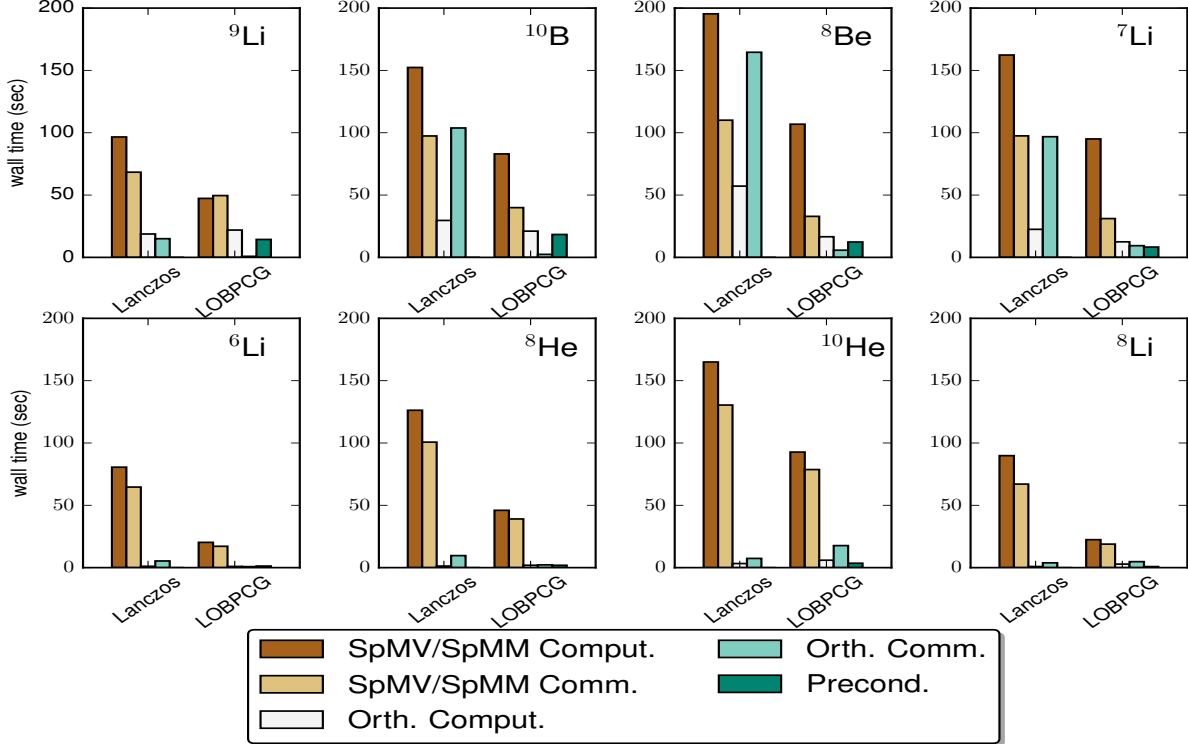 200
150
100
50
0
wall time (sec)
⁹Li
Lanczos
LOBPCG
200
150
100
50
0
¹⁰B
Lanczos
LOBPCG
200
150
100
50
0
⁸Be
Lanczos
LOBPCG
200
150
100
50
0
⁷Li
Lanczos
LOBPCG
200
150
100
50
0
wall time (sec)
⁶Li
Lanczos
LOBPCG
200
150
100
50
0
⁸He
Lanczos
LOBPCG
200
150
100
50
0
¹⁰He
Lanczos
LOBPCG
200
150
100
50
0
⁸Li
Lanczos
LOBPCG
SpMV/SpMM Comput.
SpMV/SpMM Comm.
Orth. Comput.
Orth. Comm.
Precond.